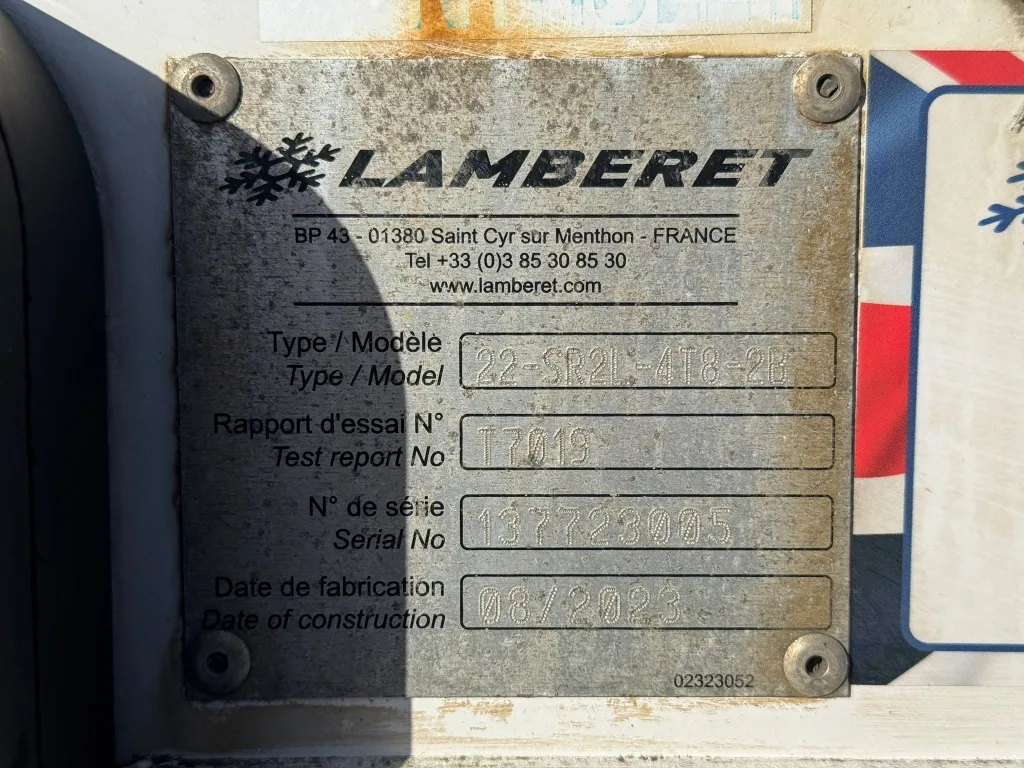 LAMBERET
BP 43 - 01380 Saint Cyr sur Menthon - FRANCE
Tel +33 (0)3 85 30 85 30
www.lamberet.com
Type / Modèle
Type / Model
22-SR2L-4T8-2B
Rapport d'essai N°
Test report No
T7019
N° de série
Serial No
137723005
Date de fabrication
Date of construction
08/2023
02323052